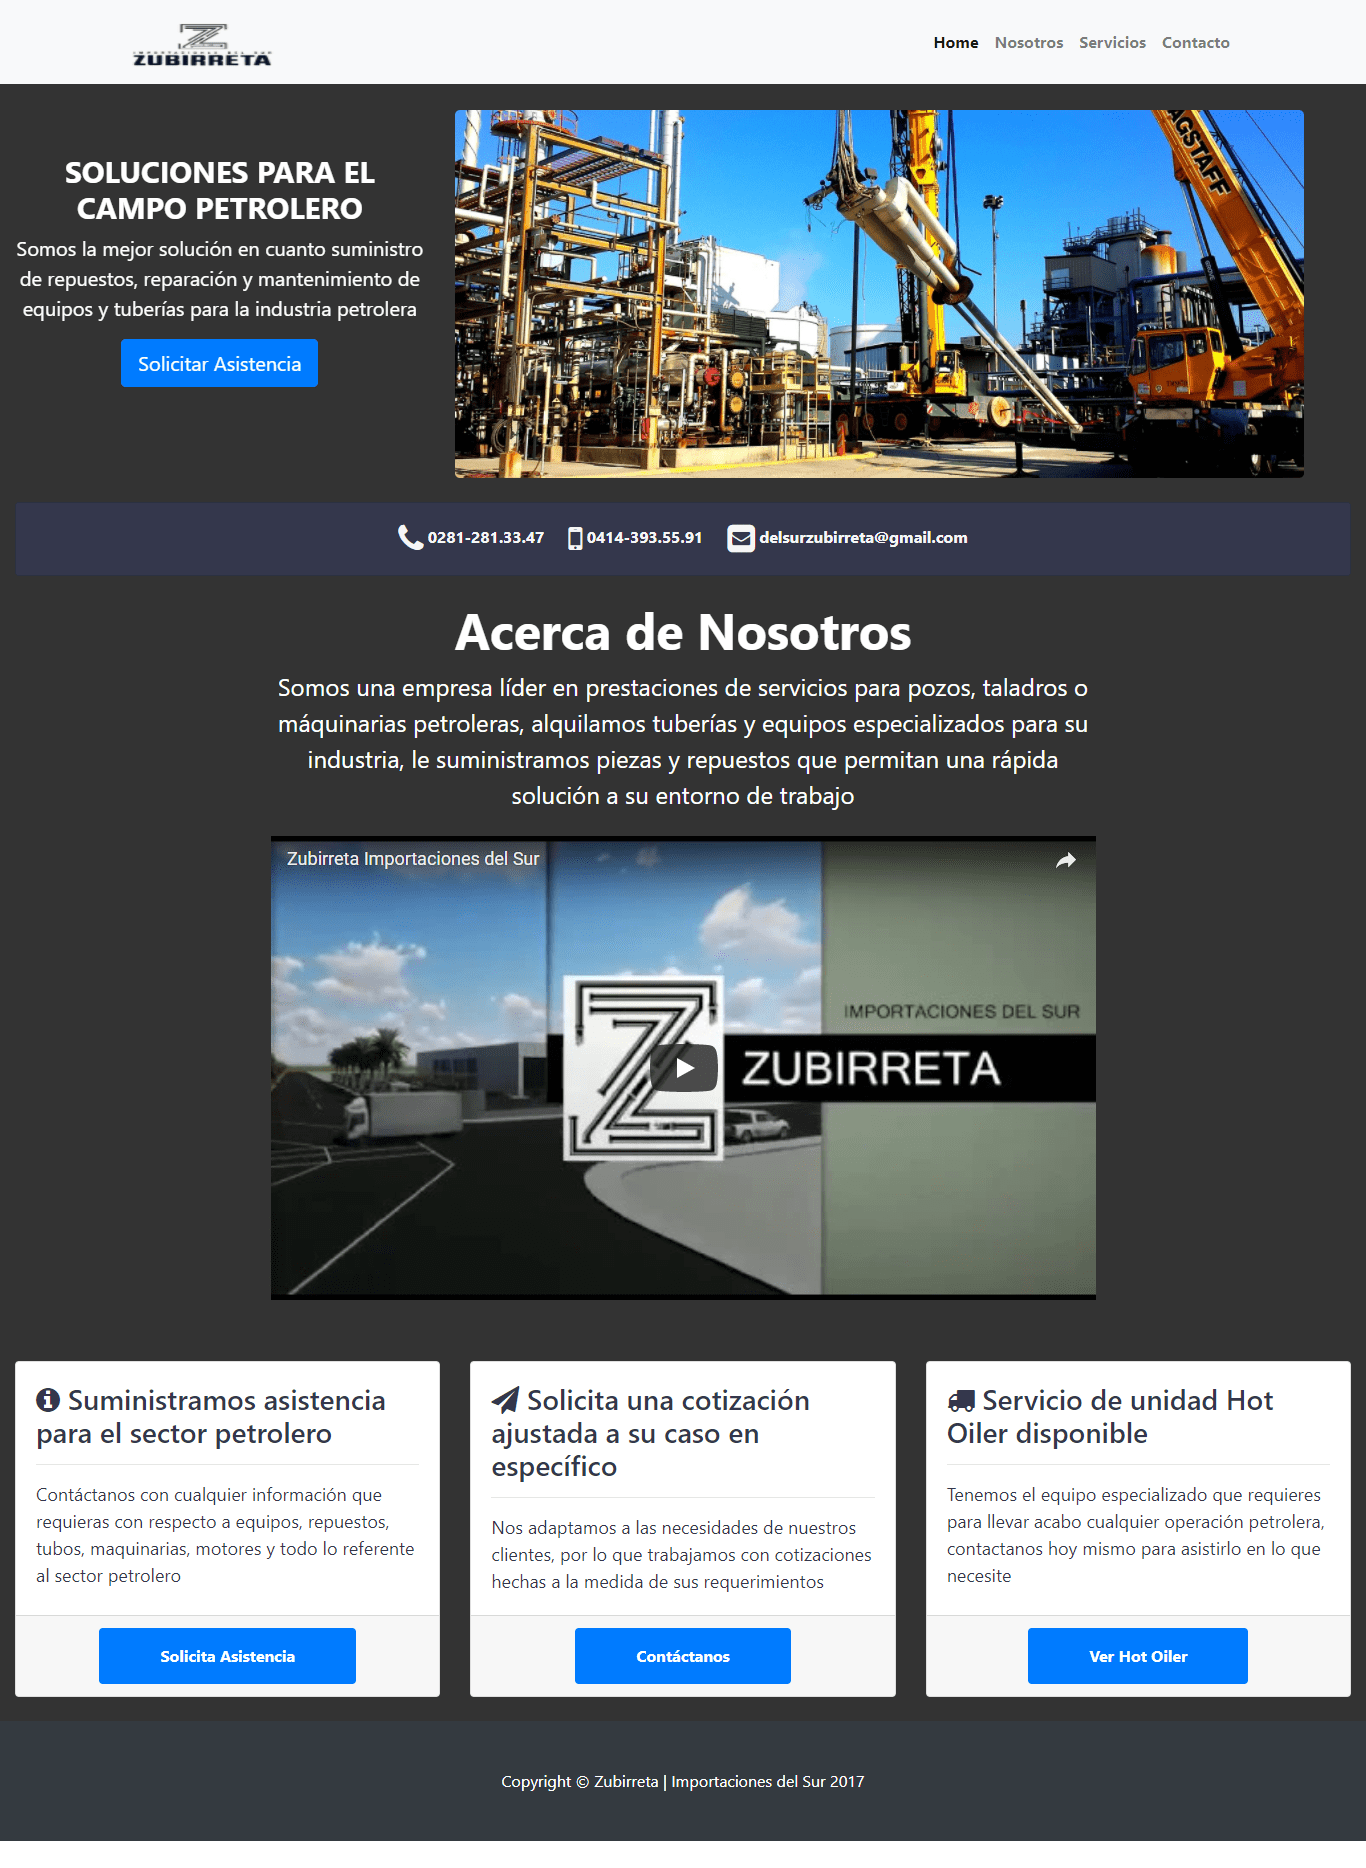 IMPORTACIONES DEL SUR
ZUBIRRETA
Home Nosotros Servicios Contacto
SOLUCIONES PARA EL
CAMPO PETROLERO
Somos la mejor solución en cuanto suministro
de repuestos, reparación y mantenimiento de
equipos y tuberías para la industria petrolera
Solicitar Asistencia
AGSTAFF
0281-281.33.47 0414-393.55.91 delsurzubirreta@gmail.com
Acerca de Nosotros
Somos una empresa líder en prestaciones de servicios para pozos, taladros o
máquinarias petroleras, alquilamos tuberías y equipos especializados para su
industria, le suministramos piezas y repuestos que permitan una rápida
solución a su entorno de trabajo
Zubirreta Importaciones del Sur
IMPORTACIONES DEL SUR
Z ZUBIRRETA
Suministramos asistencia
para el sector petrolero
Contáctanos con cualquier información que
requieras con respecto a equipos, repuestos,
tubos, maquinarias, motores y todo lo referente
al sector petrolero
Solicita Asistencia
Solicita una cotización
ajustada a su caso en
específico
Nos adaptamos a las necesidades de nuestros
clientes, por lo que trabajamos con cotizaciones
hechas a la medida de sus requerimientos
Contáctanos
Servicio de unidad Hot
Oiler disponible
Tenemos el equipo especializado que requieres
para llevar acabo cualquier operación petrolera,
contactanos hoy mismo para asistirlo en lo que
necesite
Ver Hot Oiler
Copyright © Zubirreta | Importaciones del Sur 2017